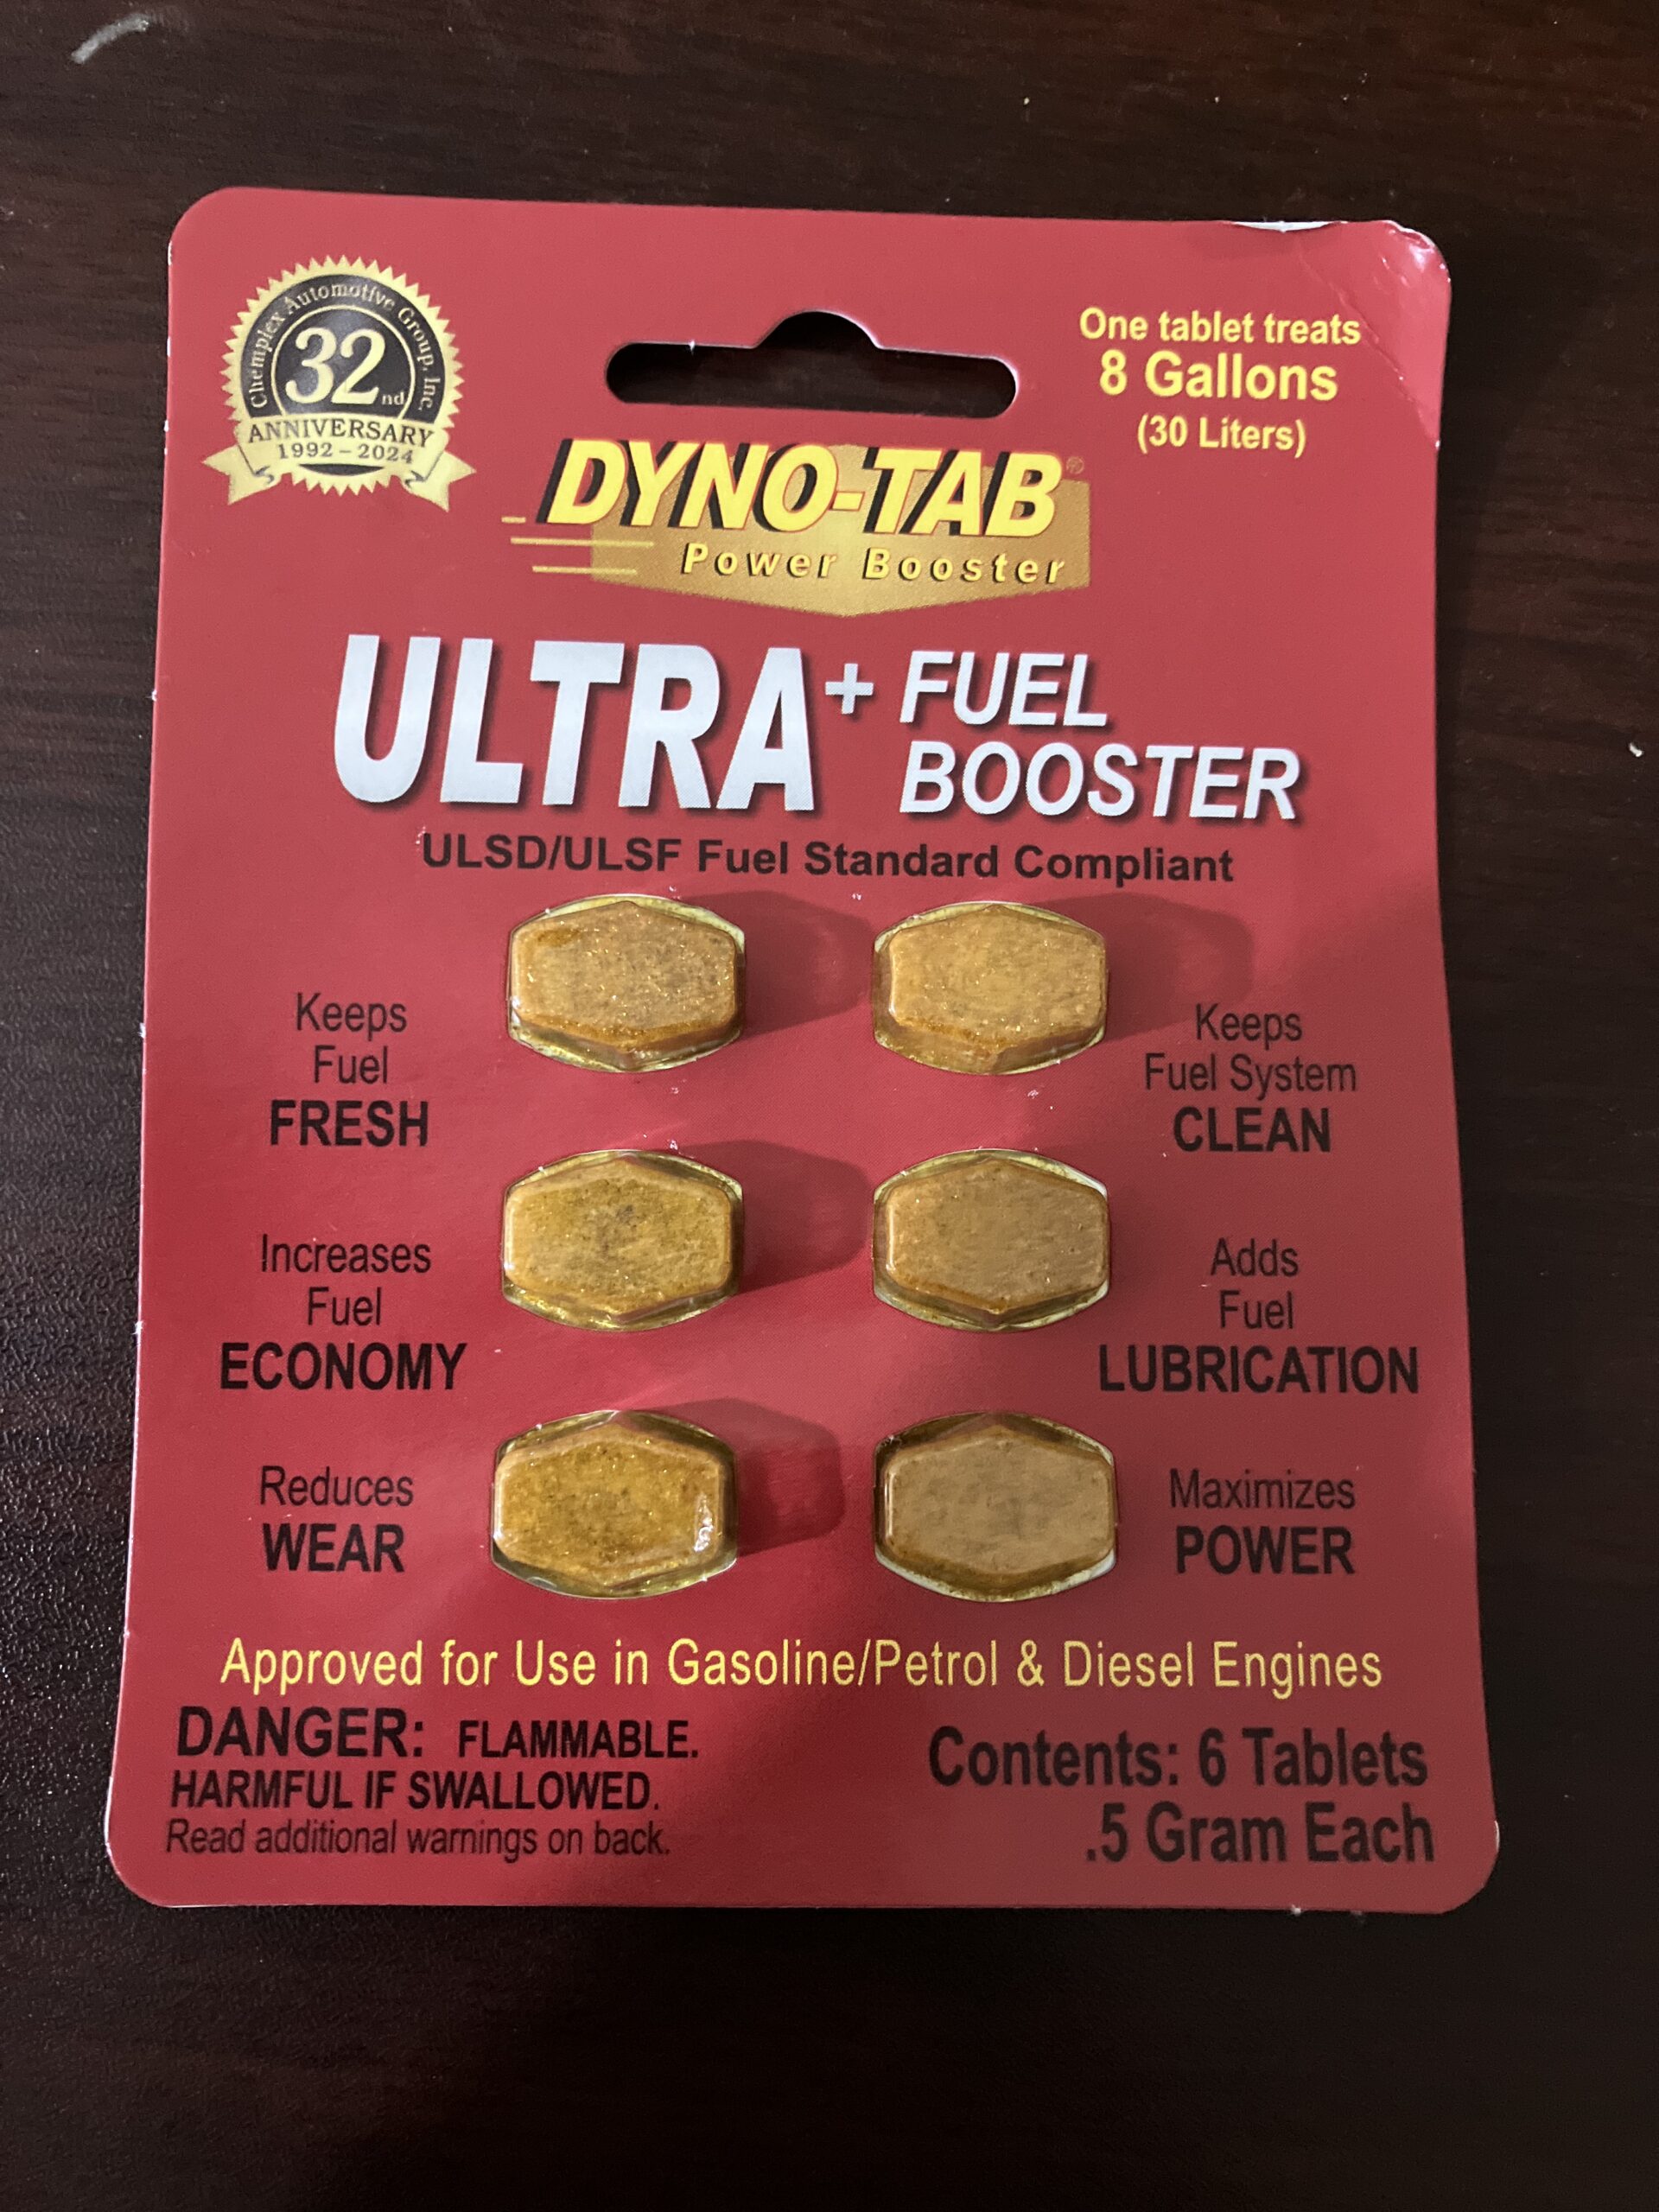 Chemplex Automotive Group, Inc.
32nd
ANNIVERSARY
1992 – 2024
One tablet treats
8 Gallons
(30 Liters)
DYNO-TAB®
Power Booster
ULTRA+ FUEL
BOOSTER
ULSD/ULSF Fuel Standard Compliant
Keeps
Fuel
FRESH
Keeps
Fuel System
CLEAN
Increases
Fuel
ECONOMY
Adds
Fuel
LUBRICATION
Reduces
WEAR
Maximizes
POWER
Approved for Use in Gasoline/Petrol & Diesel Engines
DANGER: FLAMMABLE.
HARMFUL IF SWALLOWED.
Read additional warnings on back.
Contents: 6 Tablets
.5 Gram Each